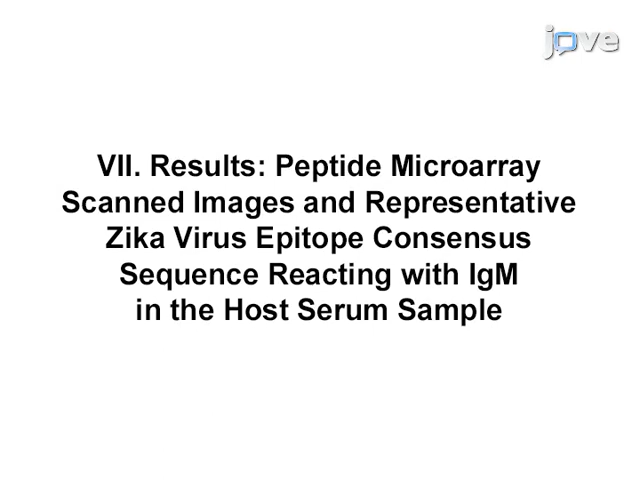 jove
VII. Results: Peptide Microarray
Scanned Images and Representative
Zika Virus Epitope Consensus
Sequence Reacting with IgM
in the Host Serum Sample